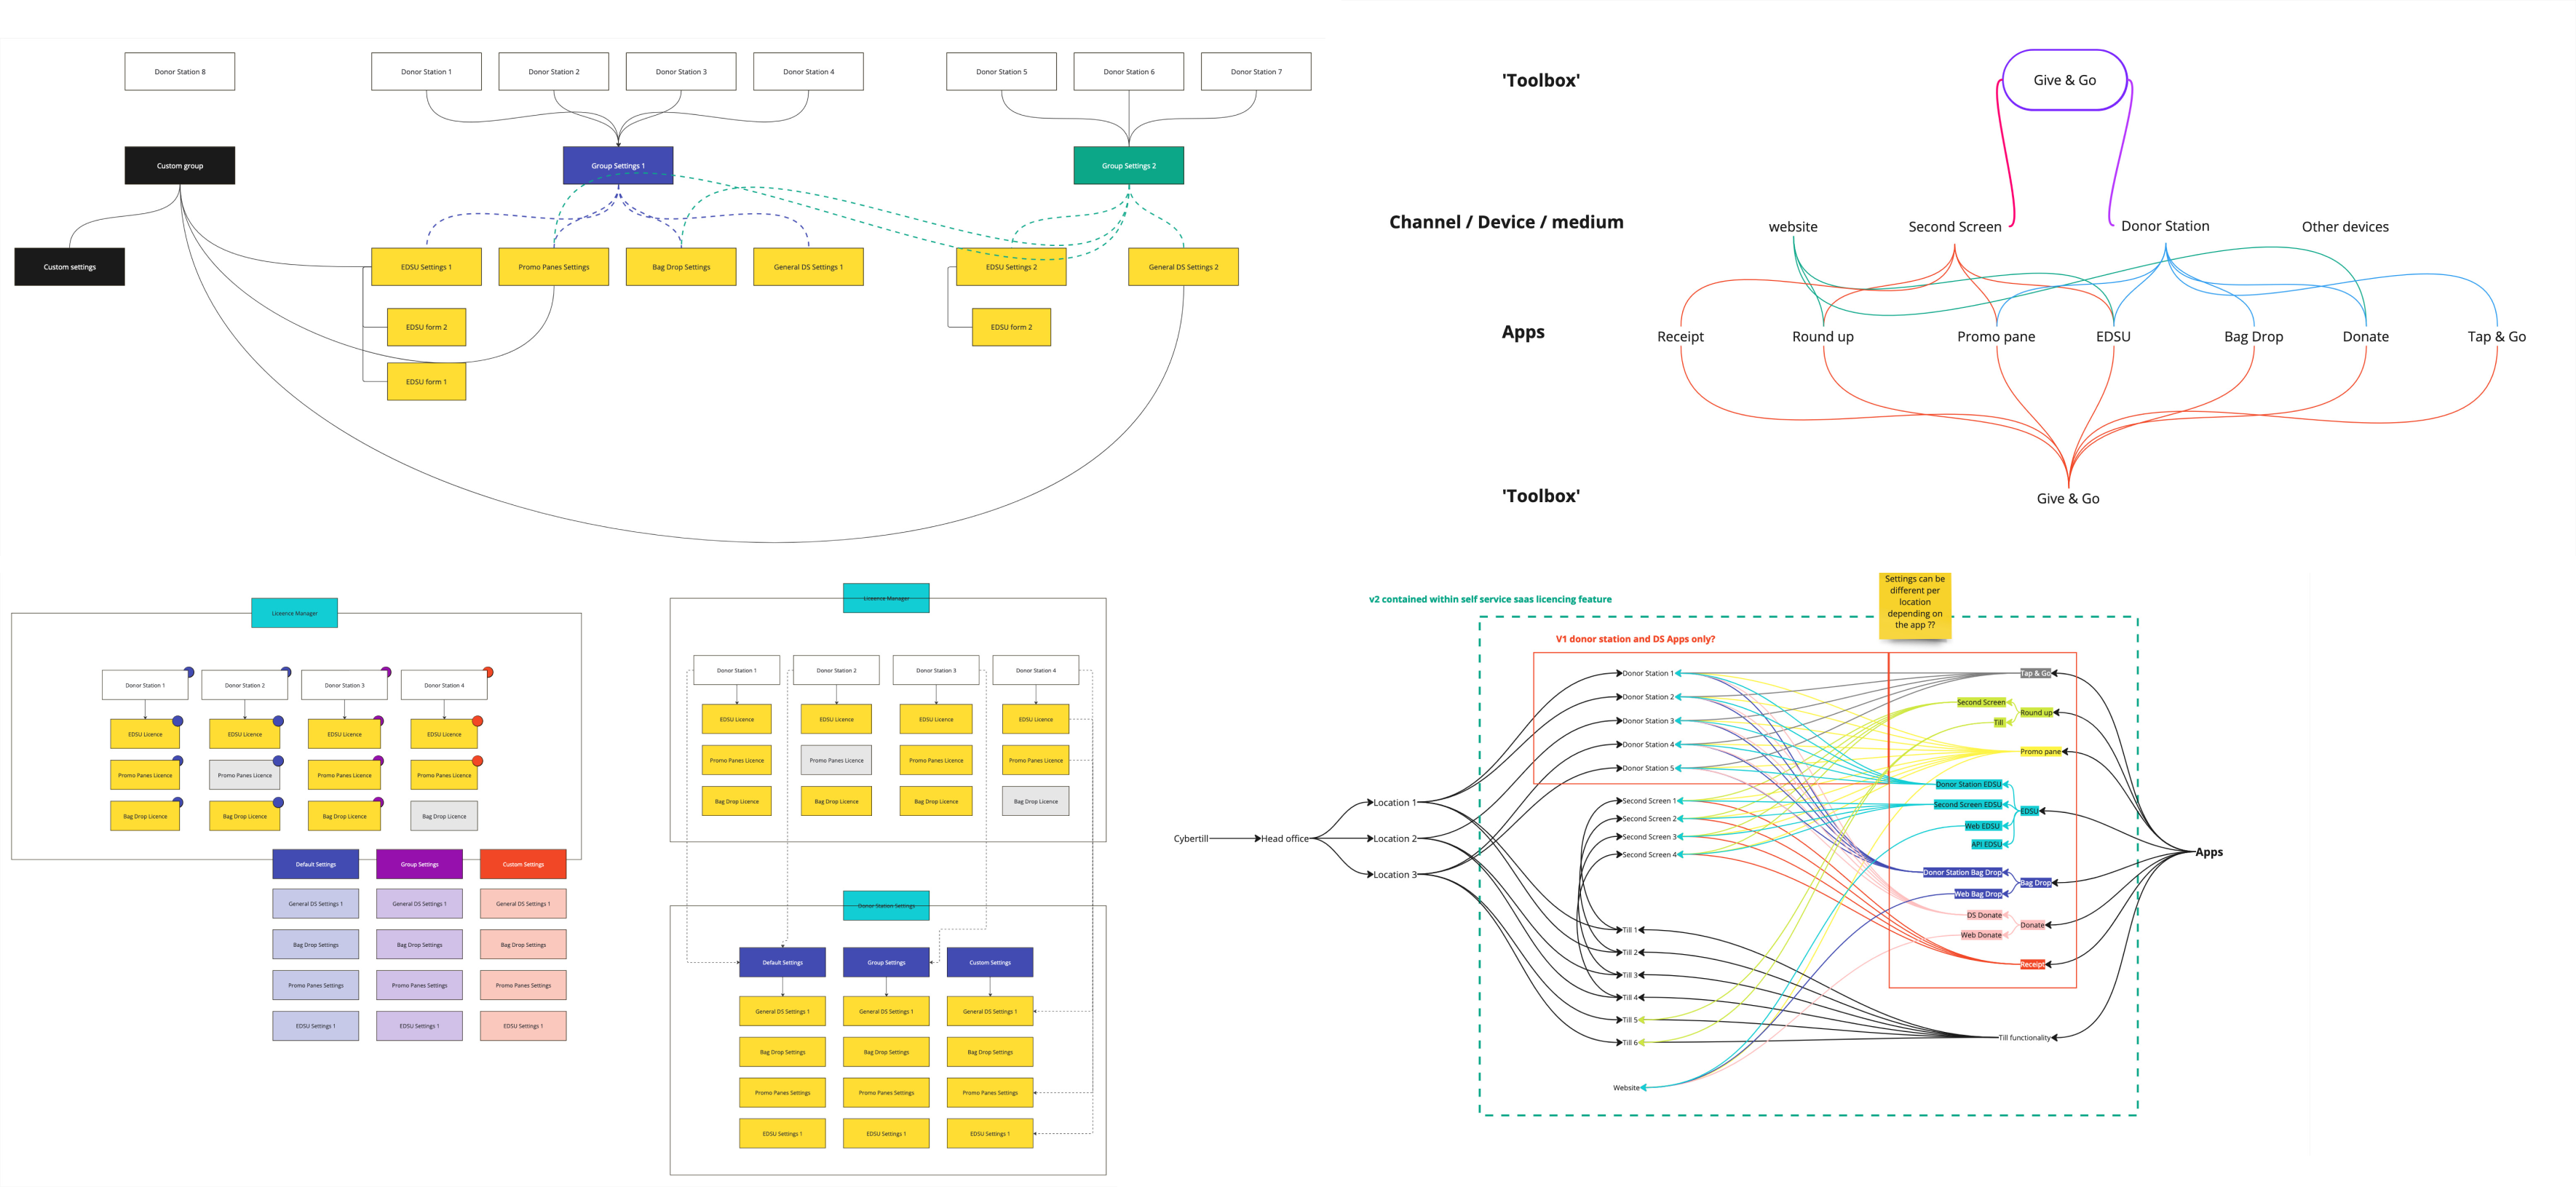 Donor Station 8
Donor Station 1
Donor Station 2
Donor Station 3
Donor Station 4
Donor Station 5
Donor Station 6
Donor Station 7
Custom group
Group Settings 1
Group Settings 2
Custom settings
EDSU Settings 1
Promo Panes Settings
Bag Drop Settings
General DS Settings 1
EDSU Settings 2
General DS Settings 2
EDSU form 2
EDSU form 2
EDSU form 1
'Toolbox'
Give & Go
Channel / Device / medium
website
Second Screen
Donor Station
Other devices
Apps
Receipt
Round up
Promo pane
EDSU
Bag Drop
Donate
Tap & Go
'Toolbox'
Give & Go
Liceence Manager
Donor Station 1
Donor Station 2
Donor Station 3
Donor Station 4
EDSU Licence
EDSU Licence
EDSU Licence
EDSU Licence
Promo Panes Licence
Promo Panes Licence
Promo Panes Licence
Promo Panes Licence
Bag Drop Licence
Bag Drop Licence
Bag Drop Licence
Bag Drop Licence
Default Settings
Group Settings
Custom Settings
General DS Settings 1
General DS Settings 1
General DS Settings 1
Bag Drop Settings
Bag Drop Settings
Bag Drop Settings
Promo Panes Settings
Promo Panes Settings
Promo Panes Settings
EDSU Settings 1
EDSU Settings 1
EDSU Settings 1
Liceence Manager
Donor Station 1
Donor Station 2
Donor Station 3
Donor Station 4
EDSU Licence
EDSU Licence
EDSU Licence
EDSU Licence
Promo Panes Licence
Promo Panes Licence
Promo Panes Licence
Promo Panes Licence
Bag Drop Licence
Bag Drop Licence
Bag Drop Licence
Bag Drop Licence
Donor Station Settings
Default Settings
Group Settings
Custom Settings
General DS Settings 1
General DS Settings 1
General DS Settings 1
Bag Drop Settings
Bag Drop Settings
Bag Drop Settings
Promo Panes Settings
Promo Panes Settings
Promo Panes Settings
EDSU Settings 1
EDSU Settings 1
EDSU Settings 1
v2 contained within self service saas licencing feature
Settings can be
different per
location
depending on
the app ??
V1 donor station and DS Apps only?
Cybertill
Head office
Location 1
Location 2
Location 3
Donor Station 1
Donor Station 2
Donor Station 3
Donor Station 4
Donor Station 5
Second Screen 1
Second Screen 2
Second Screen 3
Second Screen 4
Till 1
Till 2
Till 3
Till 4
Till 5
Till 6
Website
Tap & Go
Second Screen
Round up
Till
Promo pane
Donor Station EDSU
Second Screen EDSU
EDSU
Web EDSU
API EDSU
Donor Station Bag Drop
Bag Drop
Web Bag Drop
DS Donate
Donate
Web Donate
Receipt
Till functionality
Apps